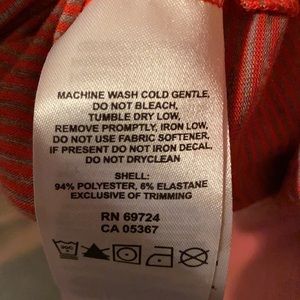 MACHINE WASH COLD GENTLE,
DO NOT BLEACH,
TUMBLE DRY LOW,
REMOVE PROMPTLY, IRON LOW,
DO NOT USE FABRIC SOFTENER,
IF PRESENT DO NOT IRON DECAL,
DO NOT DRYCLEAN
SHELL:
94% POLYESTER, 6% ELASTANE
EXCLUSIVE OF TRIMMING
RN 69724
CA 05367